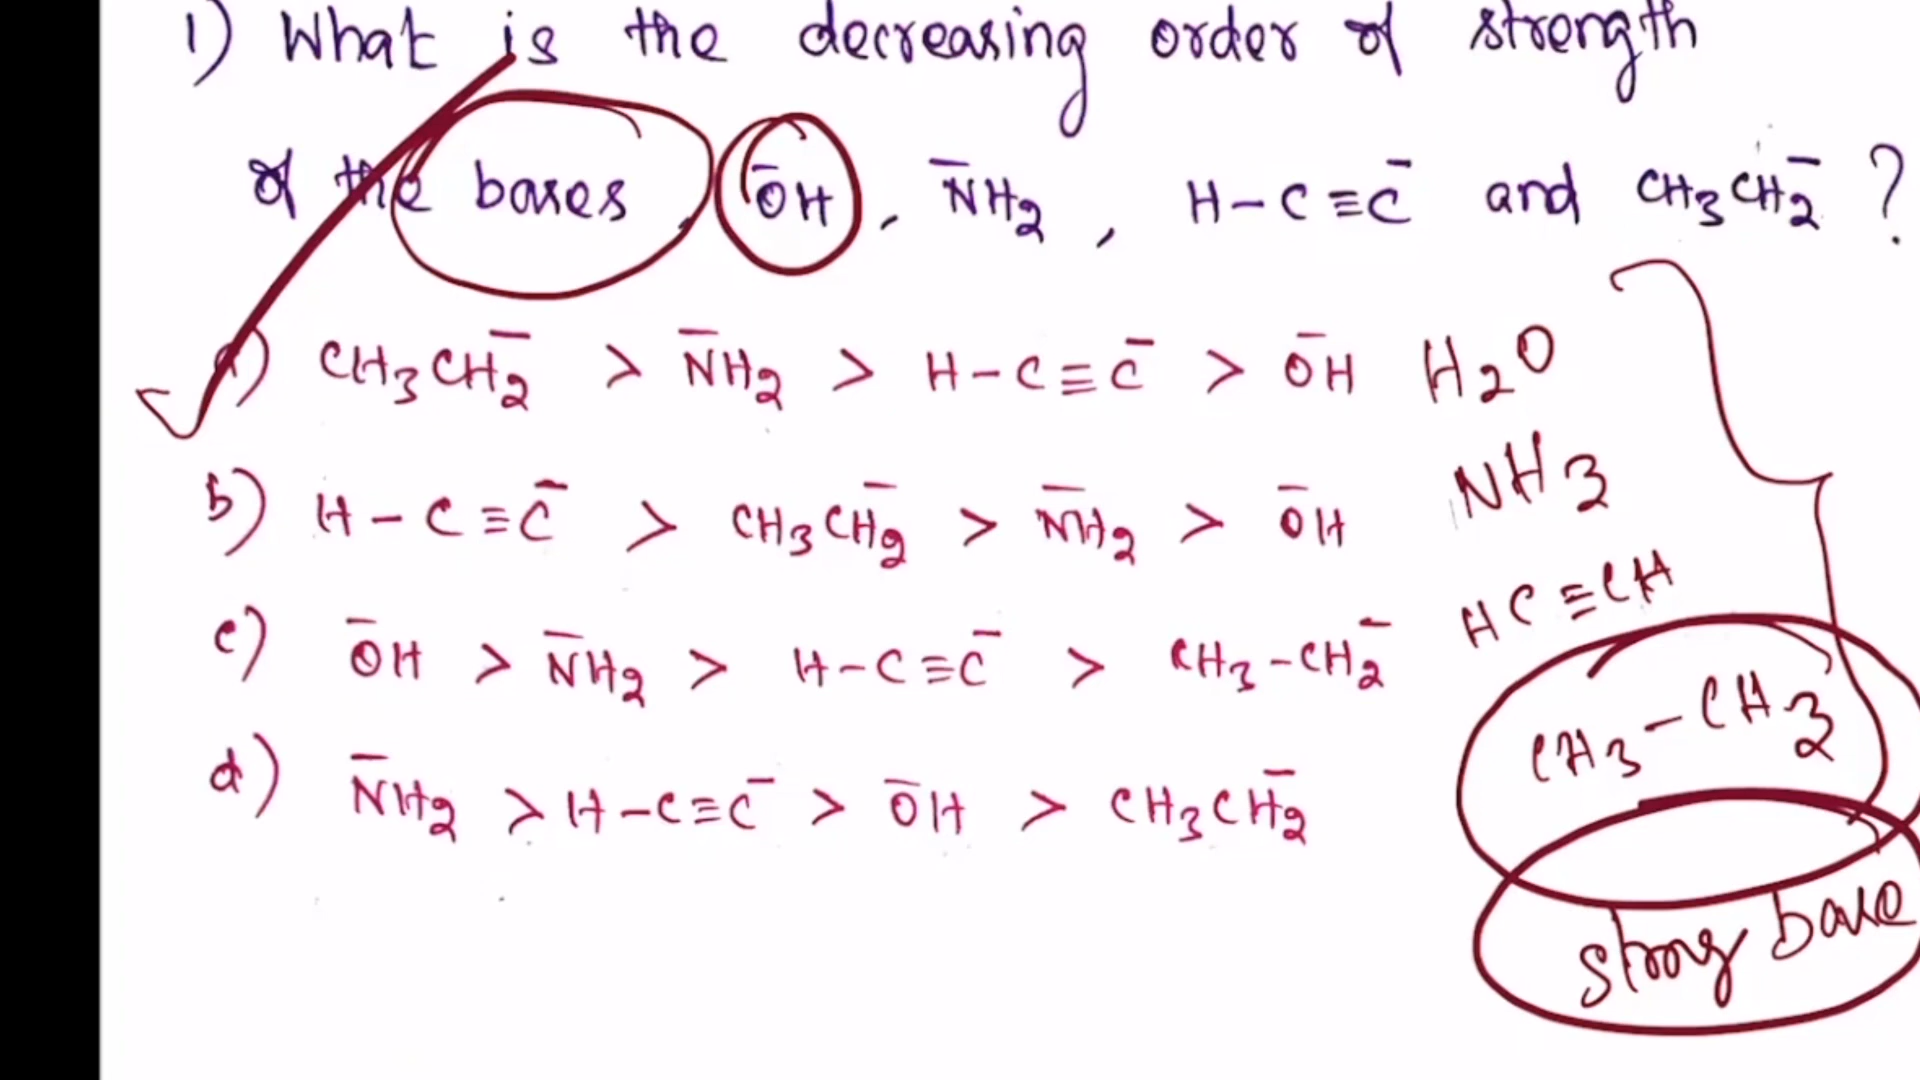 1) What is the decreasing order of strength
of the bases, ŌH, N̄H₂, H-C≡C̄ and CH₃CH₂̄ ?
a) CH₃CH₂̄ > N̄H₂ > H-C≡C̄ > ŌH
H₂O
b) H-C≡C̄ > CH₃CH₂̄ > N̄H₂ > ŌH
NH₃
c) ŌH > N̄H₂ > H-C≡C̄ > CH₃-CH₂̄
HC≡CH
CH₃-CH₃
d) N̄H₂ > H-C≡C̄ > ŌH > CH₃CH₂̄
strong base